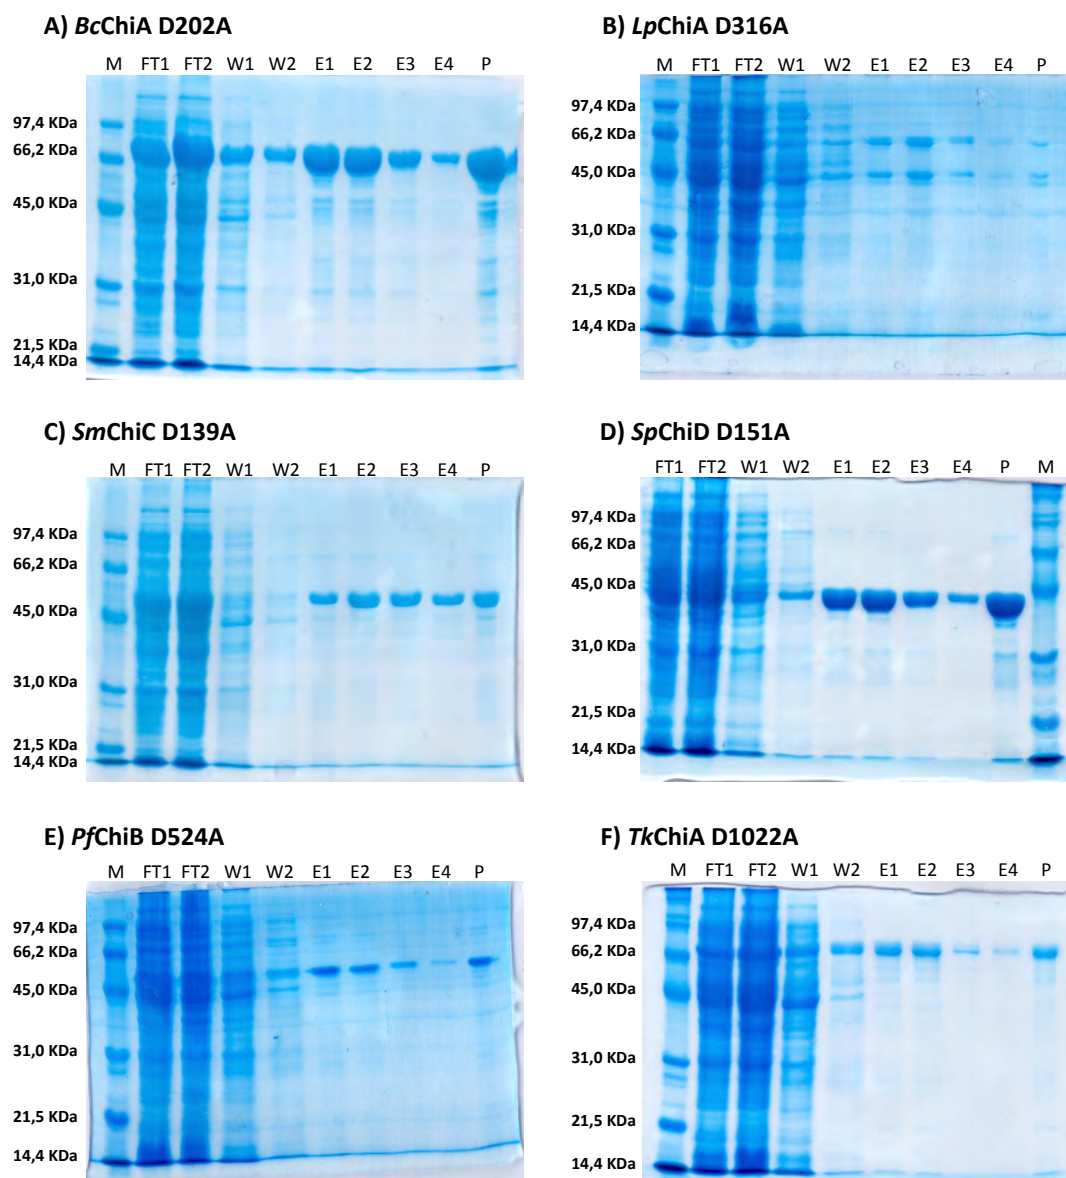 A) BcChiA D202A
M FT1 FT2 W1 W2 E1 E2 E3 E4 P
97,4 KDa
66,2 KDa
45,0 KDa
31,0 KDa
21,5 KDa
14,4 KDa
B) LpChiA D316A
M FT1 FT2 W1 W2 E1 E2 E3 E4 P
97,4 KDa
66,2 KDa
45,0 KDa
31,0 KDa
21,5 KDa
14,4 KDa
C) SmChiC D139A
M FT1 FT2 W1 W2 E1 E2 E3 E4 P
97,4 KDa
66,2 KDa
45,0 KDa
31,0 KDa
21,5 KDa
14,4 KDa
D) SpChiD D151A
FT1 FT2 W1 W2 E1 E2 E3 E4 P M
97,4 KDa
66,2 KDa
45,0 KDa
31,0 KDa
21,5 KDa
14,4 KDa
E) PfChiB D524A
M FT1 FT2 W1 W2 E1 E2 E3 E4 P
97,4 KDa
66,2 KDa
45,0 KDa
31,0 KDa
21,5 KDa
14,4 KDa
F) TkChiA D1022A
M FT1 FT2 W1 W2 E1 E2 E3 E4 P
97,4 KDa
66,2 KDa
45,0 KDa
31,0 KDa
21,5 KDa
14,4 KDa